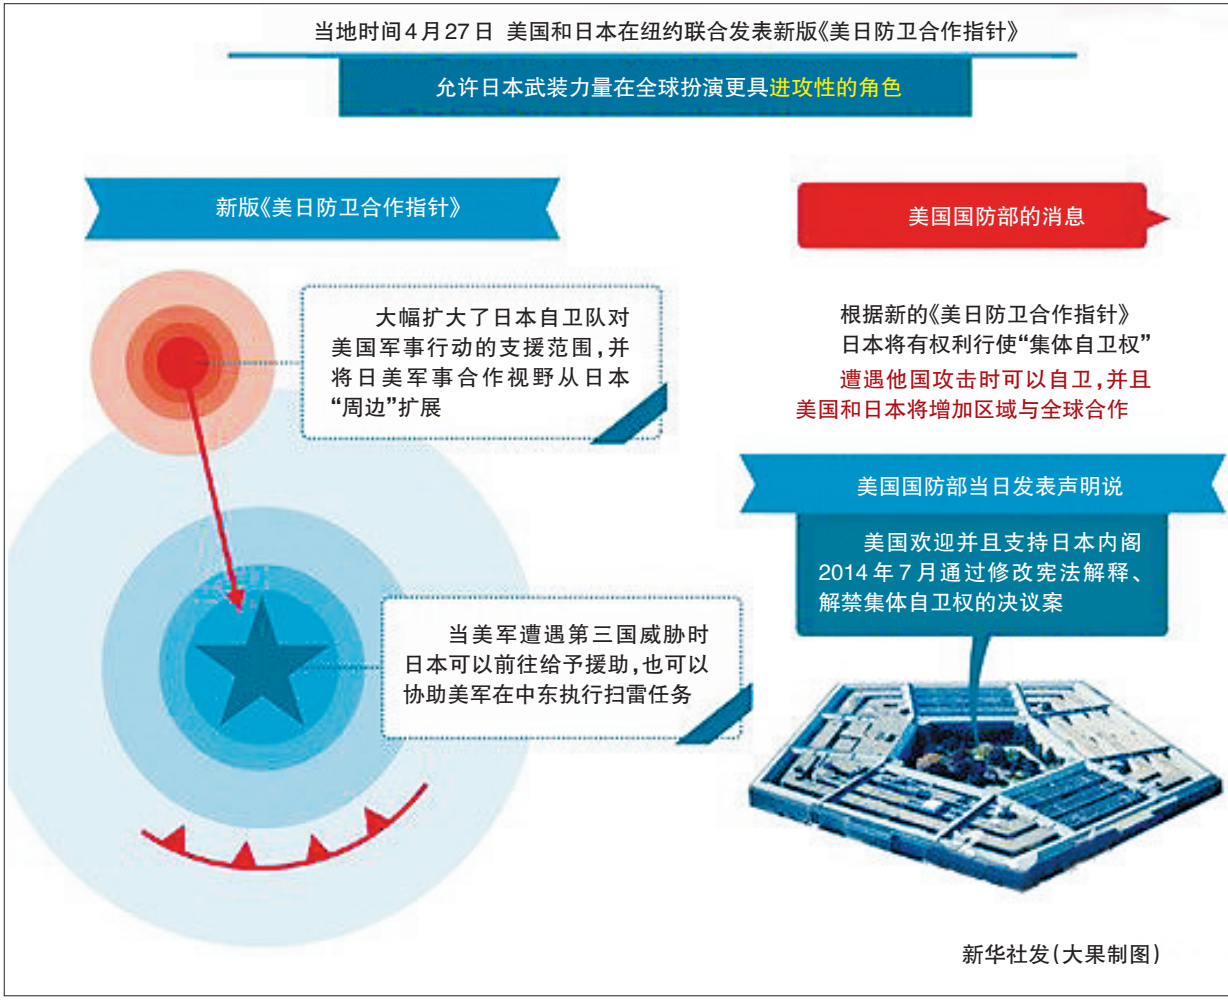 当地时间4月27日 美国和日本在纽约联合发表新版《美日防卫合作指针》
允许日本武装力量在全球扮演更具进攻性的角色
新版《美日防卫合作指针》
大幅扩大了日本自卫队对
美国军事行动的支援范围,并
将日美军事合作视野从日本
“周边”扩展
当美军遭遇第三国威胁时
日本可以前往给予援助,也可以
协助美军在中东执行扫雷任务
美国国防部的消息
根据新的《美日防卫合作指针》
日本将有权利行使“集体自卫权”
遭遇他国攻击时可以自卫,并且
美国和日本将增加区域与全球合作
美国国防部当日发表声明说
美国欢迎并且支持日本内阁
2014年7月通过修改宪法解释、
解禁集体自卫权的决议案
新华社发(大果制图)